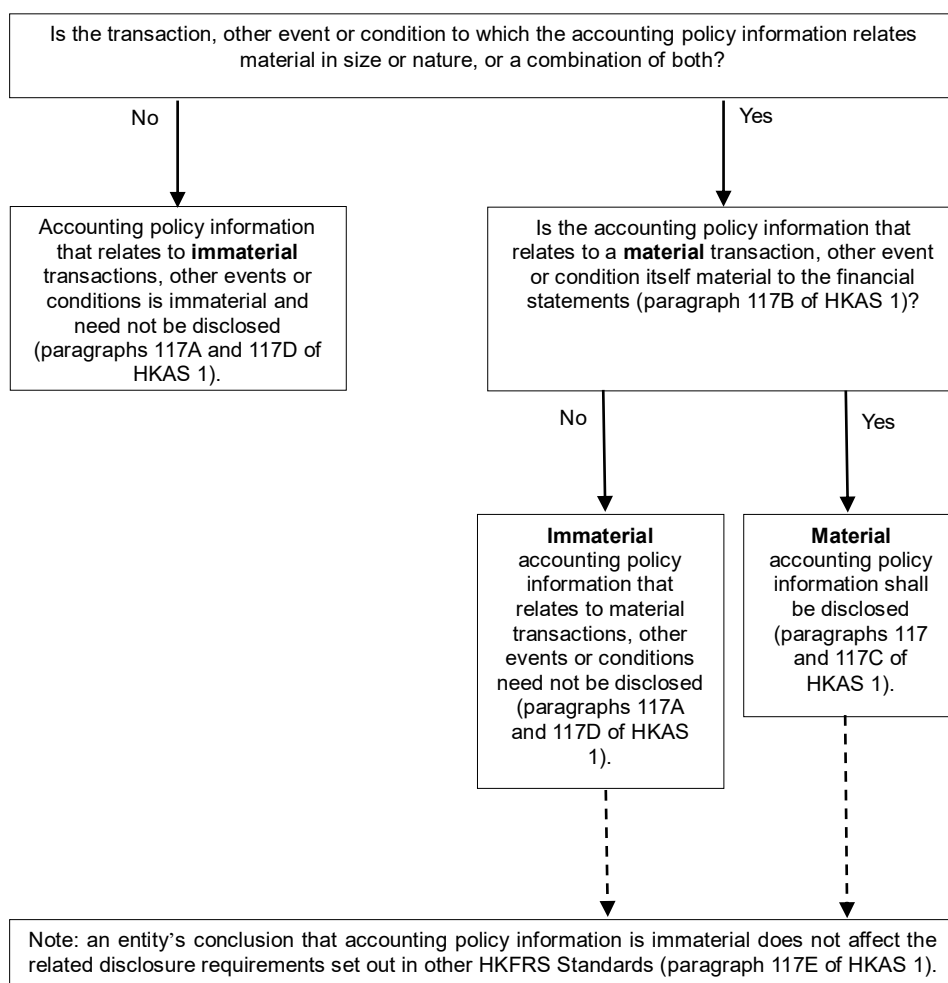 Is the transaction, other event or condition to which the accounting policy information relates
material in size or nature, or a combination of both?
No
Yes
Accounting policy information
that relates to immaterial
transactions, other events or
conditions is immaterial and
need not be disclosed
(paragraphs 117A and 117D of
HKAS 1).
Is the accounting policy information that
relates to a material transaction, other event
or condition itself material to the financial
statements (paragraph 117B of HKAS 1)?
No
Yes
Immaterial
accounting policy
information that
relates to material
transactions, other
events or conditions
need not be disclosed
(paragraphs 117A
and 117D of HKAS
1).
Material
accounting policy
information shall
be disclosed
(paragraphs 117
and 117C of
HKAS 1).
Note: an entity’s conclusion that accounting policy information is immaterial does not affect the
related disclosure requirements set out in other HKFRS Standards (paragraph 117E of HKAS 1).